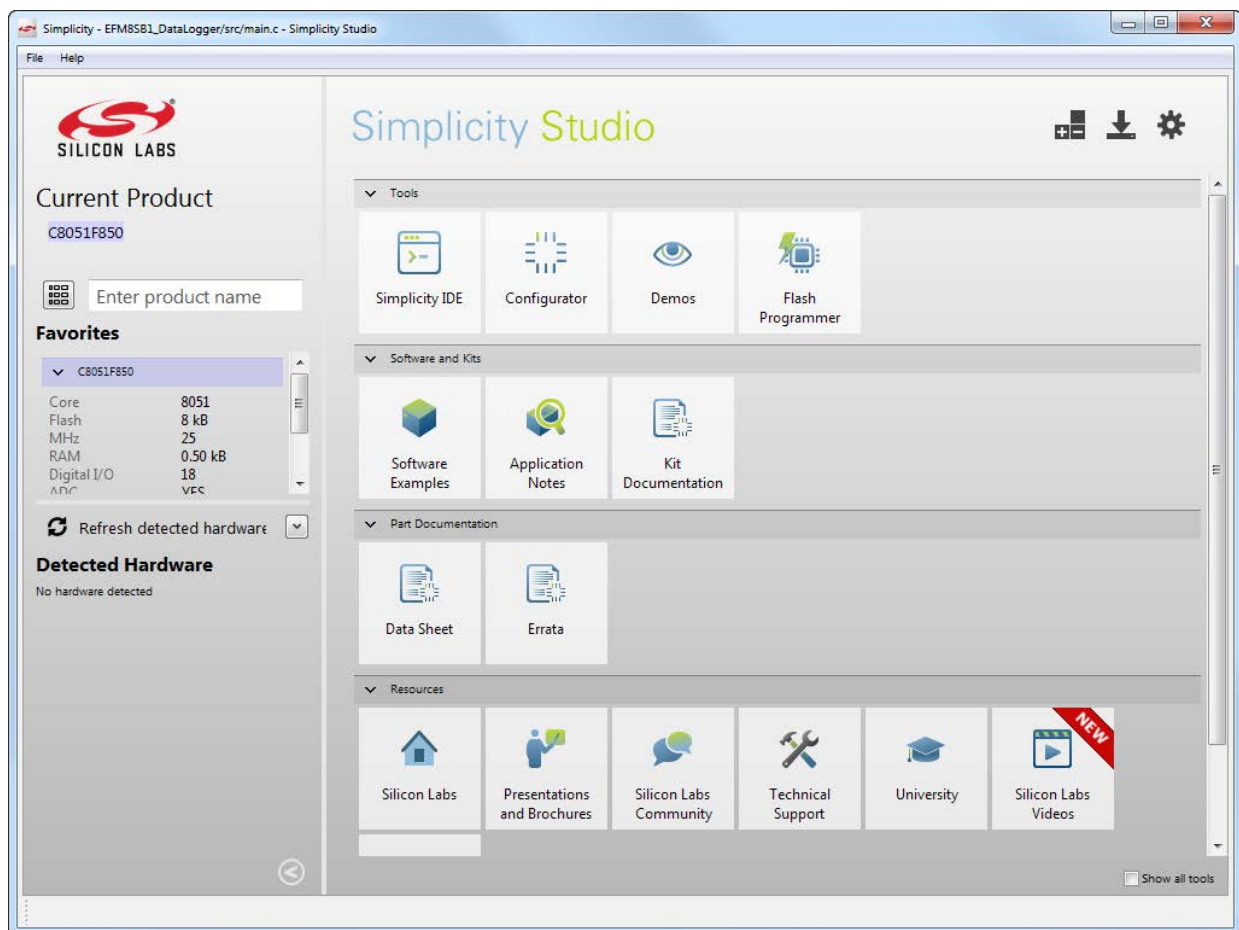 Simplicity - EFM8SB1_DataLogger/src/main.c - Simplicity Studio
File Help
SILICON LABS
Simplicity Studio
Current Product
C8051F850
Enter product name
Favorites
C8051F850
Core 8051
Flash 8 kB
MHz 25
RAM 0.50 kB
Digital I/O 18
ADC YES
Refresh detected hardware
Detected Hardware
No hardware detected
Tools
Simplicity IDE
Configurator
Demos
Flash
Programmer
Software and Kits
Software
Examples
Application
Notes
Kit
Documentation
Part Documentation
Data Sheet
Errata
Resources
Silicon Labs
Presentations
and Brochures
Silicon Labs
Community
Technical
Support
University
NEW
Silicon Labs
Videos
Show all tools